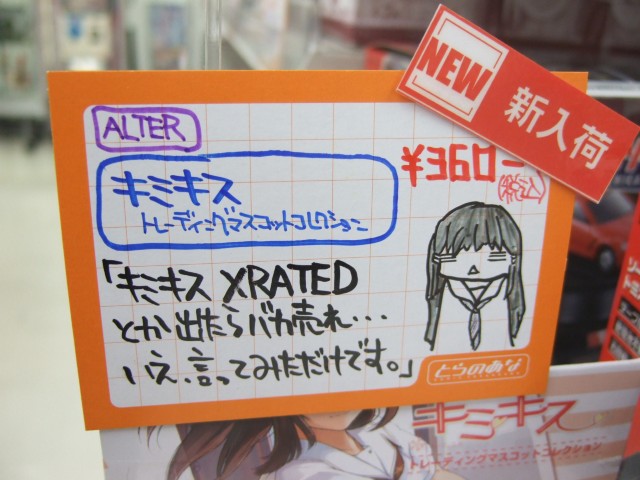 NEW
新入荷
ALTER
キミキス
トレーディングマスコットコレクション
¥360-
(税込)
「キミキス XRATED
とか出たらバカ売れ・・・
いえ、言ってみただけです。」
とらのあな
キミキス
トレーディングマスコットコレクション